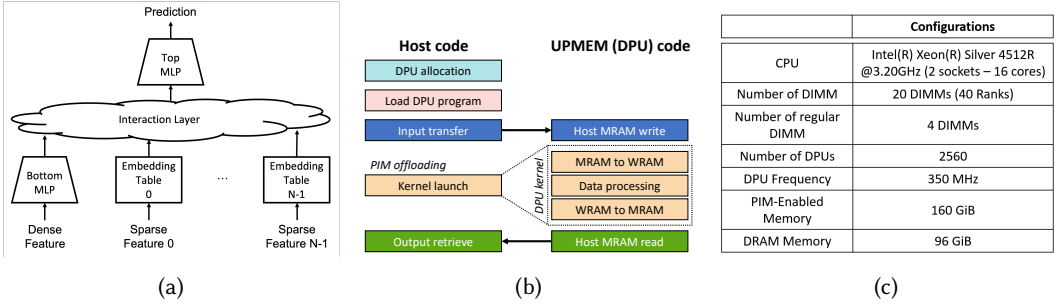 Prediction
Top
MLP
Interaction Layer
Bottom
MLP
Embedding
Table
0
...
Embedding
Table
N-1
Dense
Feature
Sparse
Feature 0
Sparse
Feature N-1
(a)
Host code
UPMEM (DPU) code
DPU allocation
Load DPU program
Input transfer
Host MRAM write
PIM offloading
Kernel launch
DPU kernel
MRAM to WRAM
Data processing
WRAM to MRAM
Output retrieve
Host MRAM read
(b)
Configurations
CPU
Intel(R) Xeon(R) Silver 4512R
@3.20GHz (2 sockets – 16 cores)
Number of DIMM
20 DIMMs (40 Ranks)
Number of regular
DIMM
4 DIMMs
Number of DPUs
2560
DPU Frequency
350 MHz
PIM-Enabled
Memory
160 GiB
DRAM Memory
96 GiB
(c)